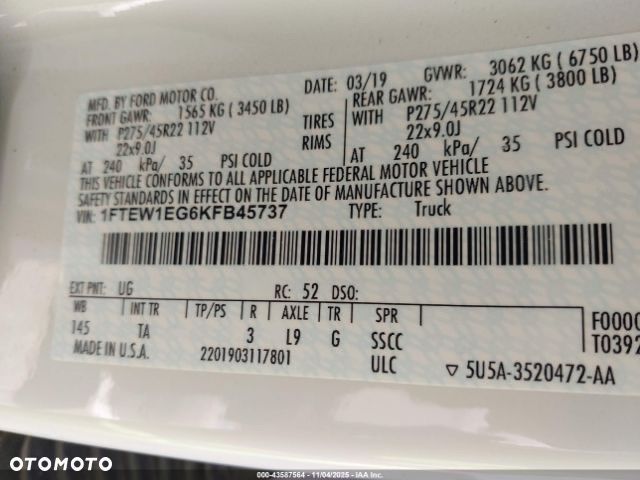 MFD. BY FORD MOTOR CO. DATE: 03/19 GVWR: 3062 KG ( 6750 LB)
FRONT GAWR: 1565 KG ( 3450 LB) REAR GAWR: 1724 KG ( 3800 LB)
WITH P275/45R22 112V TIRES WITH P275/45R22 112V
22x9.0J RIMS 22x9.0J
AT 240 kPa/ 35 PSI COLD AT 240 kPa/ 35 PSI COLD
THIS VEHICLE CONFORMS TO ALL APPLICABLE FEDERAL MOTOR VEHICLE
SAFETY STANDARDS IN EFFECT ON THE DATE OF MANUFACTURE SHOWN ABOVE.
VIN: 1FTEW1EG6KFB45737 TYPE: Truck
EXT PNT: UG RC: 52 DSO:
WB INT TR TP/PS R AXLE TR SPR
145 TA 3 L9 G SSCC F0000
MADE IN U.S.A. 2201903117801 ULC T0392
▽ 5U5A-3520472-AA
OTOMOTO
000-43587564 - 11/04/2025 - IAA Inc.